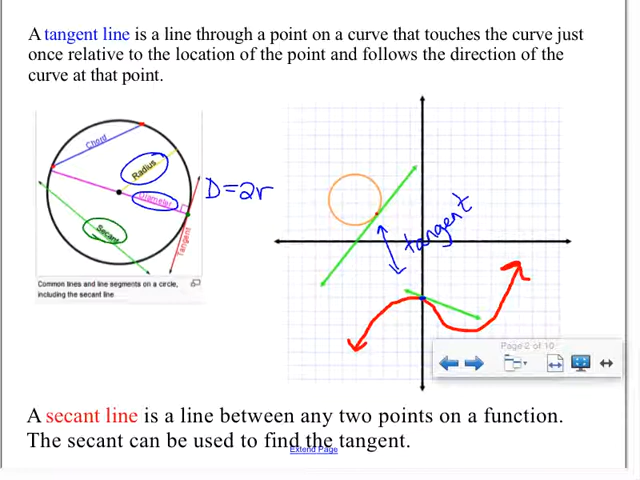 A tangent line is a line through a point on a curve that touches the curve just
once relative to the location of the point and follows the direction of the
curve at that point.
Chord
Radius
Diameter
Secant
Tangent
D=2r
Common lines and line segments on a circle,
including the secant line
tangent
Page 2 of 10
A secant line is a line between any two points on a function.
The secant can be used to find the tangent.
Extend Page